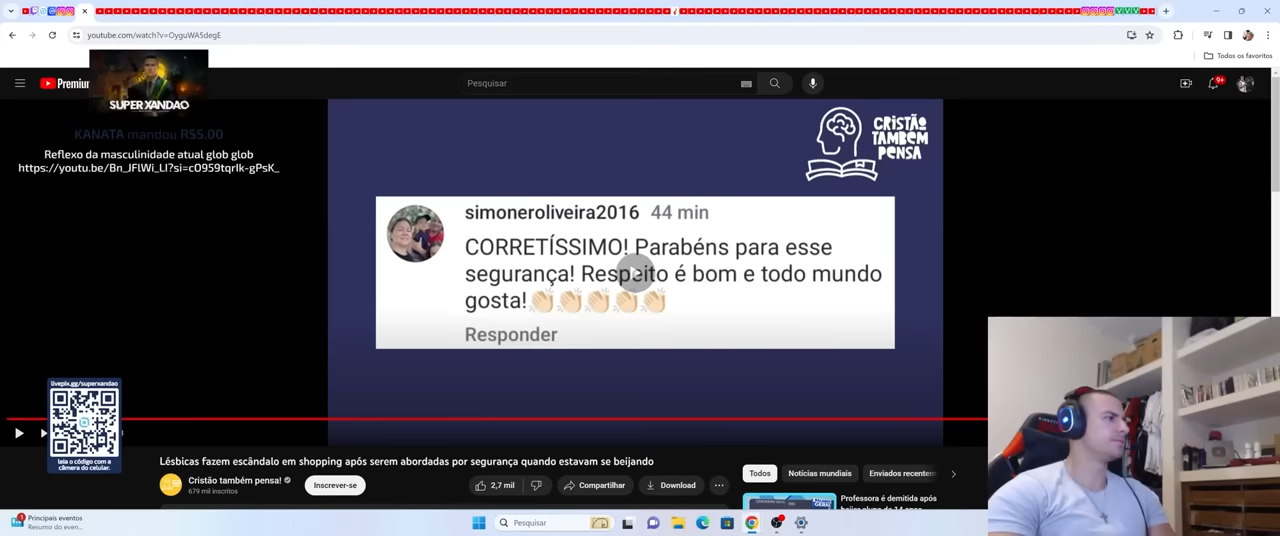 youtube.com/watch?v=OyguWA5degE
Todos os favoritos
Premium
Pesquisar
9+
SUPER XANDAO
KANATA mandou R$5.00
Reflexo da masculinidade atual glob glob
https://youtu.be/Bn_JFlWi_LI?si=cO959tqrIk-gPsK_
CRISTÃO
TAMBÉM
PENSA
simoneroliveira2016 44 min
CORRETÍSSIMO! Parabéns para esse
segurança! Respeito é bom e todo mundo
gosta!👏🏻👏🏻👏🏻👏🏻👏🏻
Responder
livepix.gg/superxandao
leia o código com a
câmera do celular.
Lésbicas fazem escândalo em shopping após serem abordadas por segurança quando estavam se beijando
Cristão também pensa!
679 mil inscritos
Inscrever-se
2,7 mil
Compartilhar
Download
Todos
Notícias mundiais
Enviados recentem
Professora é demitida após
Principais eventos
Resumo do even...
Pesquisar